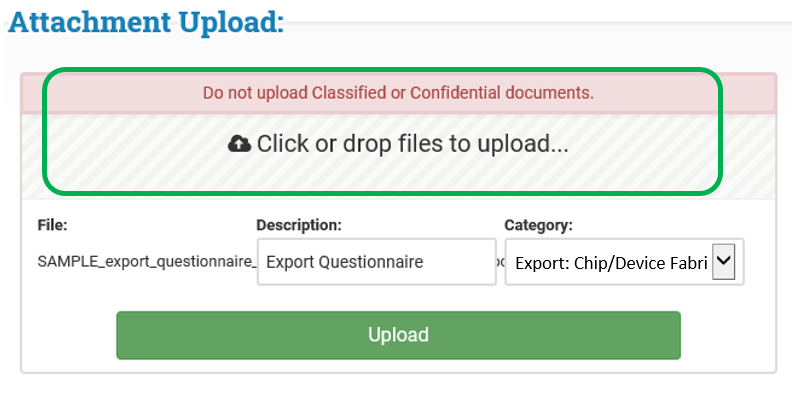 Attachment Upload:
Do not upload Classified or Confidential documents.
Click or drop files to upload...
File: Description: Category:
SAMPLE_export_questionnaire_ Export Questionnaire Export: Chip/Device Fabri
Upload